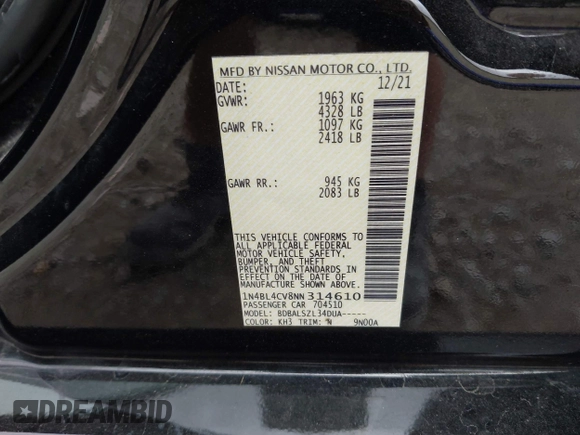 MFD BY NISSAN MOTOR CO., LTD.
DATE: 12/21
GVWR: 1963 KG
4328 LB
GAWR FR.: 1097 KG
2418 LB
GAWR RR.: 945 KG
2083 LB
THIS VEHICLE CONFORMS TO
ALL APPLICABLE FEDERAL
MOTOR VEHICLE SAFETY,
BUMPER, AND THEFT
PREVENTION STANDARDS IN
EFFECT ON THE DATE OF
MANUFACTURE SHOWN ABOVE.
1N4BL4CV8NN 314610
PASSENGER CAR 704510
MODEL: BDBALSZL34DUA-----
COLOR: KH3 TRIM: 9N00A
DREAMBID